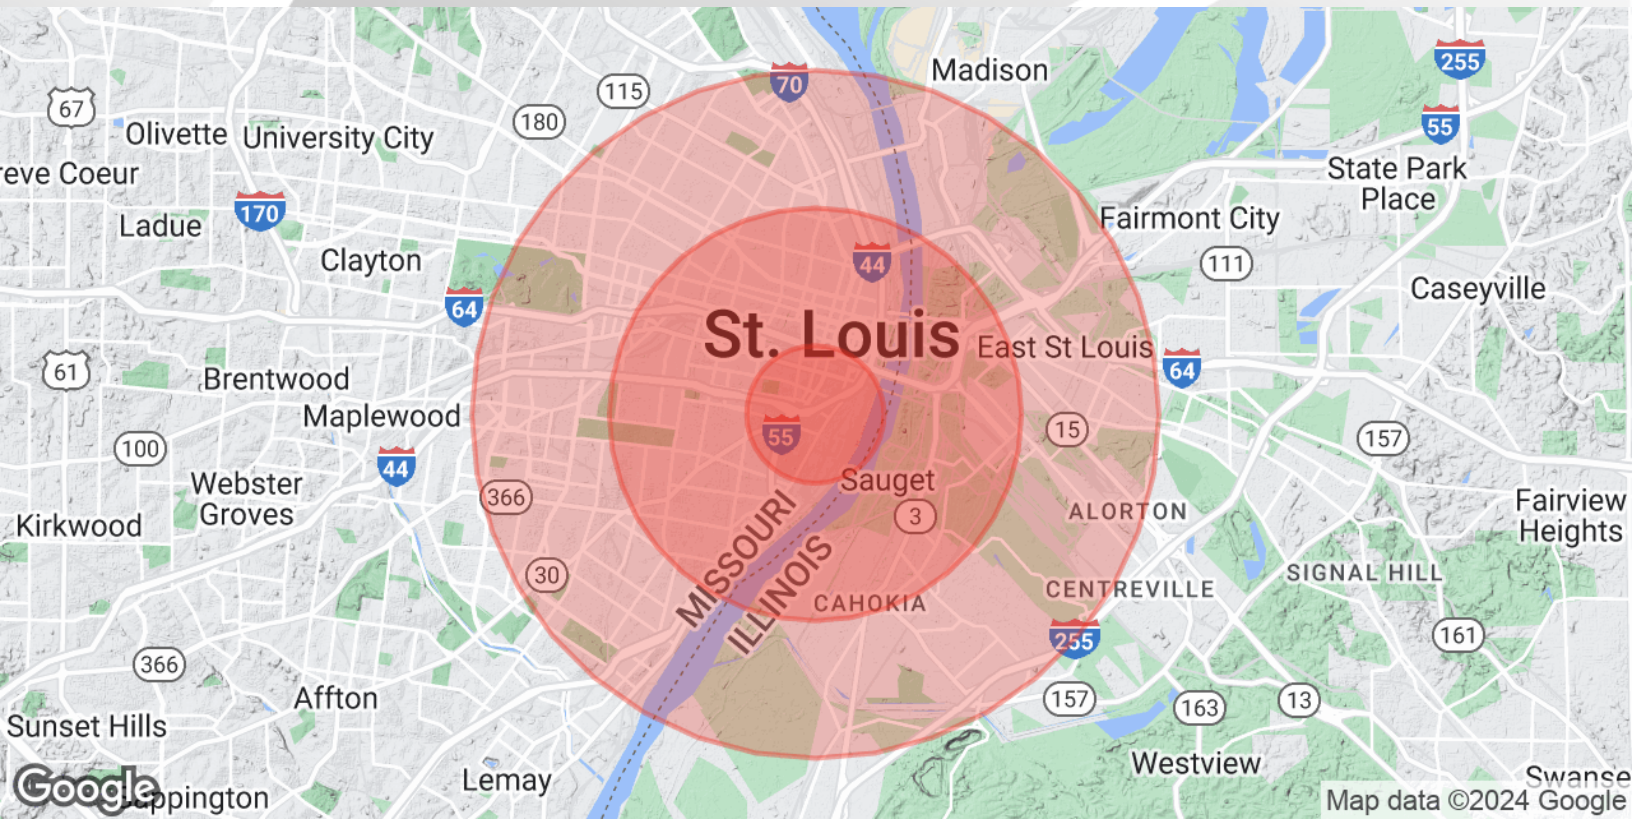 70
Madison
255
67
115
180
55
Olivette
University City
State Park
Place
reve Coeur
170
Ladue
Fairmont City
Clayton
44
111
64
Caseyville
St. Louis
East St Louis
64
61
Brentwood
Maplewood
55
15
157
100
44
Sauget
Webster
Groves
366
3
ALORTON
Fairview
Heights
Kirkwood
MISSOURI
ILLINOIS
30
SIGNAL HILL
CENTREVILLE
CAHOKIA
255
161
366
Affton
157
163
13
Sunset Hills
Westview
Lemay
Swanse
Google
Sappington
Map data ©2024 Google